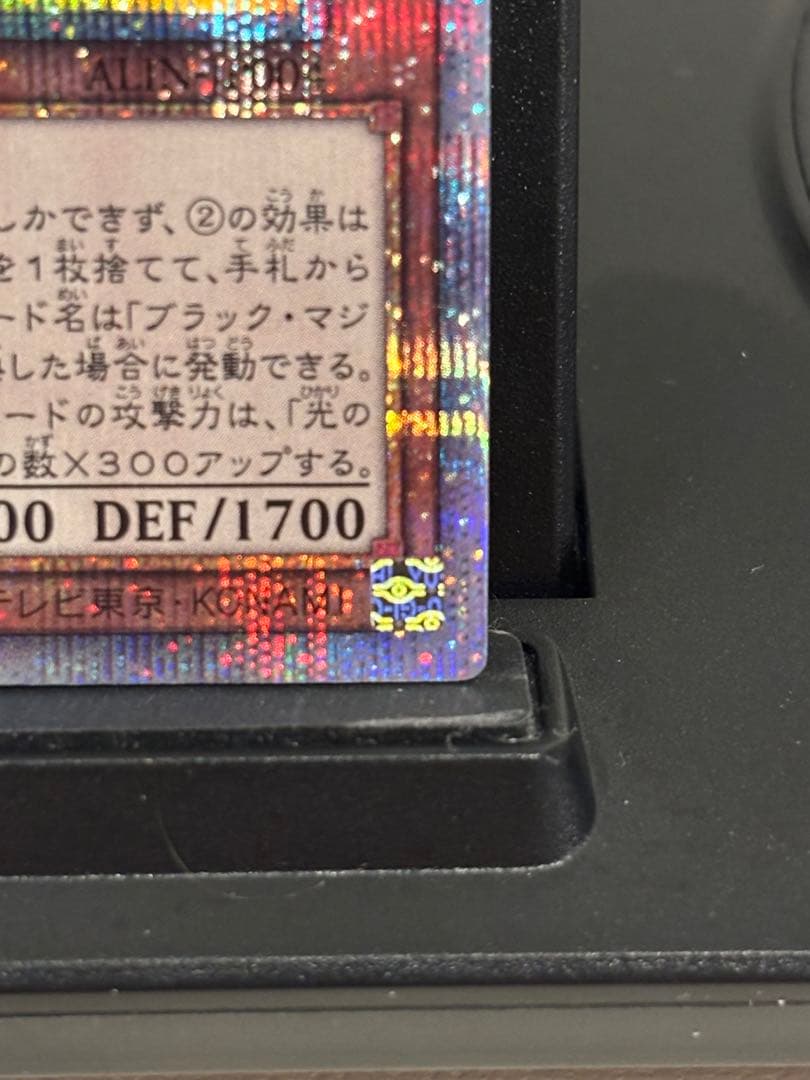 ALIN-JP004
しかできず、②の効果は
を1枚捨てて、手札から
ード名は「ブラック・マジ
した場合に発動できる。
ードの攻撃力は、「光の
の数×300アップする。
00 DEF/1700
テレビ東京・KONAMI